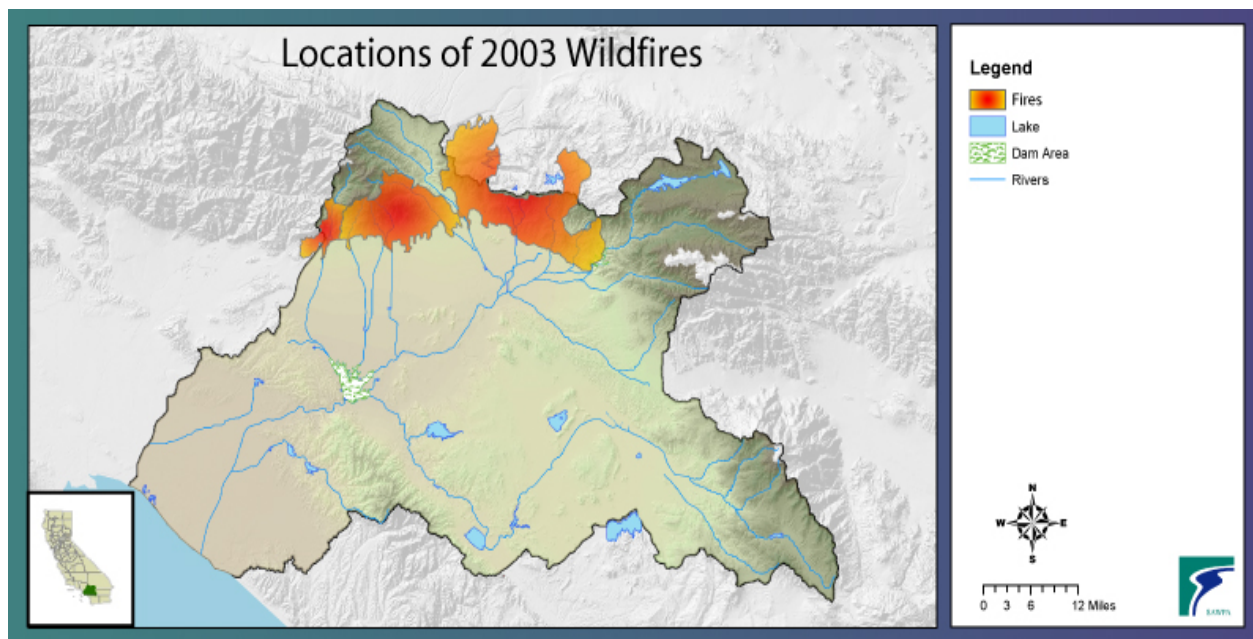 Locations of 2003 Wildfires
Legend
Fires
Lake
Dam Area
Rivers
N
W E
S
0 3 6 12 Miles